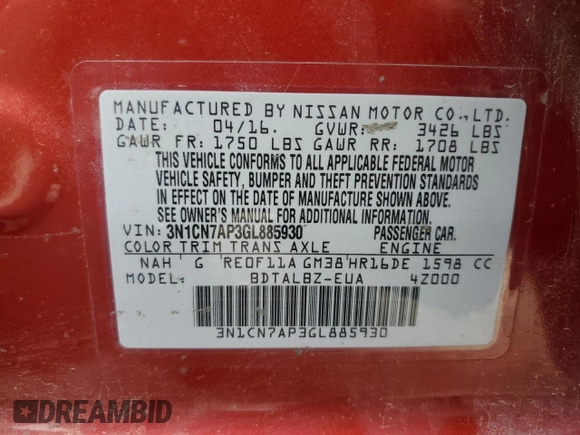 MANUFACTURED BY NISSAN MOTOR CO., LTD.
DATE: 04/16. GVWR: 3426 LBS
GAWR FR: 1750 LBS GAWR RR: 1708 LBS
THIS VEHICLE CONFORMS TO ALL APPLICABLE FEDERAL MOTOR
VEHICLE SAFETY, BUMPER AND THEFT PREVENTION STANDARDS
IN EFFECT ON THE DATE OF MANUFACTURE SHOWN ABOVE.
SEE OWNER'S MANUAL FOR ADDITIONAL INFORMATION.
VIN: 3N1CN7AP3GL885930 PASSENGER CAR.
COLOR TRIM TRANS AXLE ENGINE
NAH G RE0F11A GM38 HR16DE 1598 CC
MODEL: BDTALBZ-EUA 4Z000
3N1CN7AP3GL885930
DREAMBID